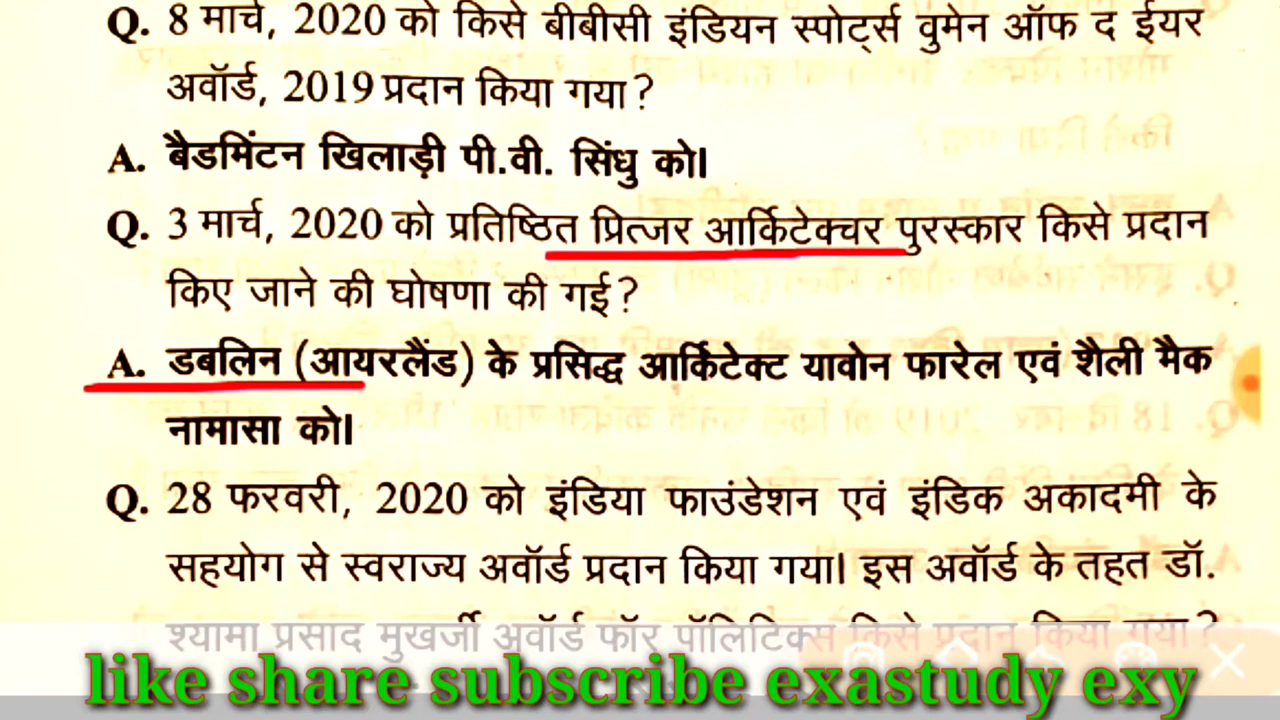 Q. 8 मार्च, 2020 को किसे बीबीसी इंडियन स्पोर्ट्स वुमेन ऑफ द ईयर
अवॉर्ड, 2019 प्रदान किया गया?
A. बैडमिंटन खिलाड़ी पी.वी. सिंधु को।
Q. 3 मार्च, 2020 को प्रतिष्ठित प्रित्जर आर्किटेक्चर पुरस्कार किसे प्रदान
किए जाने की घोषणा की गई?
A. डबलिन (आयरलैंड) के प्रसिद्ध आर्किटेक्ट यावोन फारेल एवं शैली मैक
नामासा को।
Q. 28 फरवरी, 2020 को इंडिया फाउंडेशन एवं इंडिक अकादमी के
सहयोग से स्वराज्य अवॉर्ड प्रदान किया गया। इस अवॉर्ड के तहत डॉ.
श्यामा प्रसाद मुखर्जी अवॉर्ड फॉर पॉलिटिक्स किसे प्रदान किया गया?
like share subscribe exastudy exy